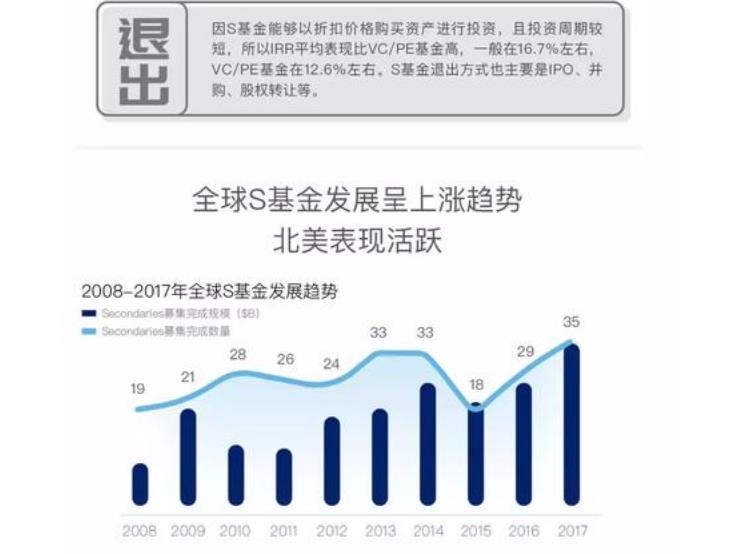 退出
因S基金能够以折扣价格购买资产进行投资，且投资周期较
短，所以IRR平均表现比VC/PE基金高，一般在16.7%左右，
VC/PE基金在12.6%左右。S基金退出方式也主要是IPO、并
购、股权转让等。
全球S基金发展呈上涨趋势
北美表现活跃
2008-2017年全球S基金发展趋势
Secondaries募集完成规模（$B）
Secondaries募集完成数量
19
21
28
26
24
33
33
18
29
35
2008 2009 2010 2011 2012 2013 2014 2015 2016 2017